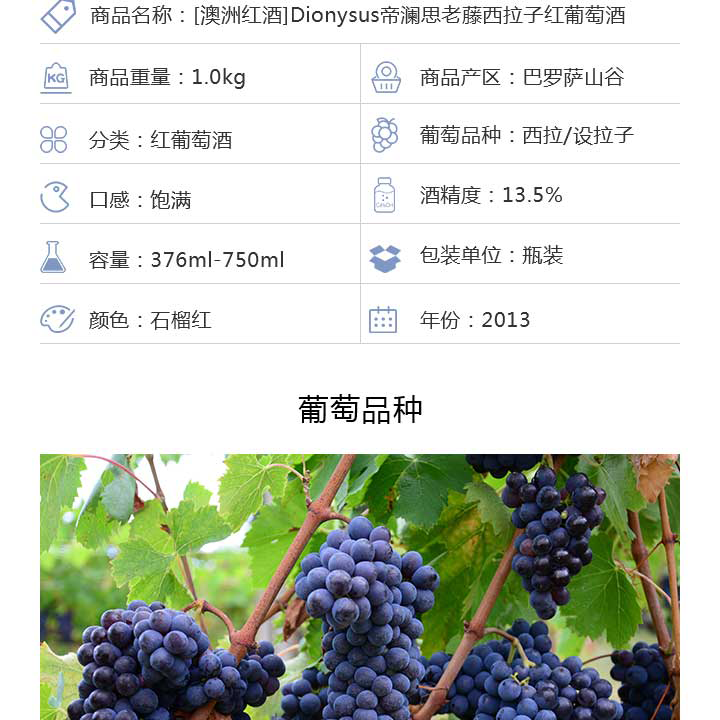 商品名称：[澳洲红酒]Dionysus帝澜思老藤西拉子红葡萄酒
KG
商品重量：1.0kg
商品产区：巴罗萨山谷
分类：红葡萄酒
葡萄品种：西拉/设拉子
口感：饱满
酒精度：13.5%
容量：376ml-750ml
包装单位：瓶装
颜色：石榴红
年份：2013
葡萄品种